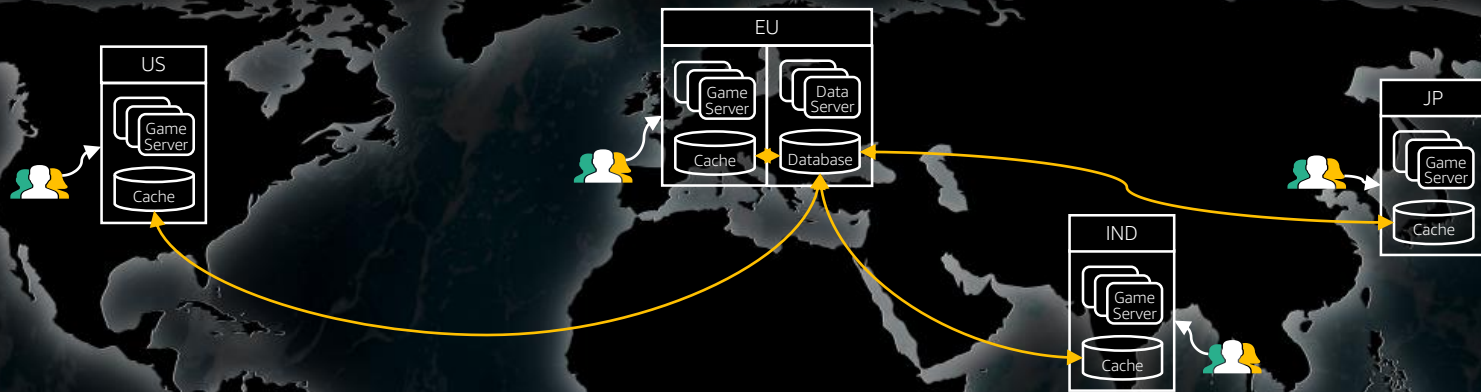 US
Game
Server
Cache
EU
Game
Server
Cache
Data
Server
Database
IND
Game
Server
Cache
JP
Game
Server
Cache